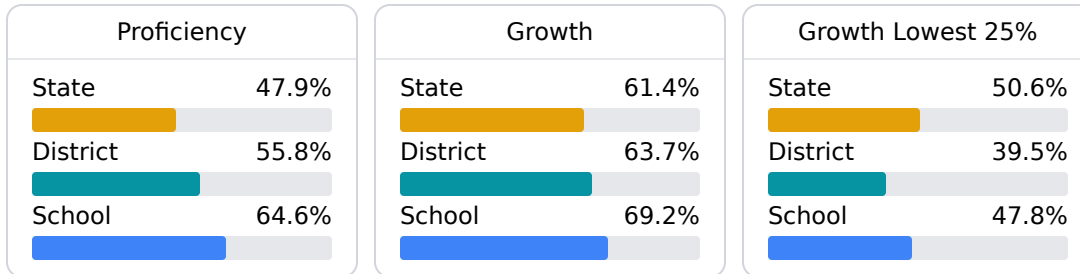 Proficiency
State 47.9%
District 55.8%
School 64.6%
Growth
State 61.4%
District 63.7%
School 69.2%
Growth Lowest 25%
State 50.6%
District 39.5%
School 47.8%